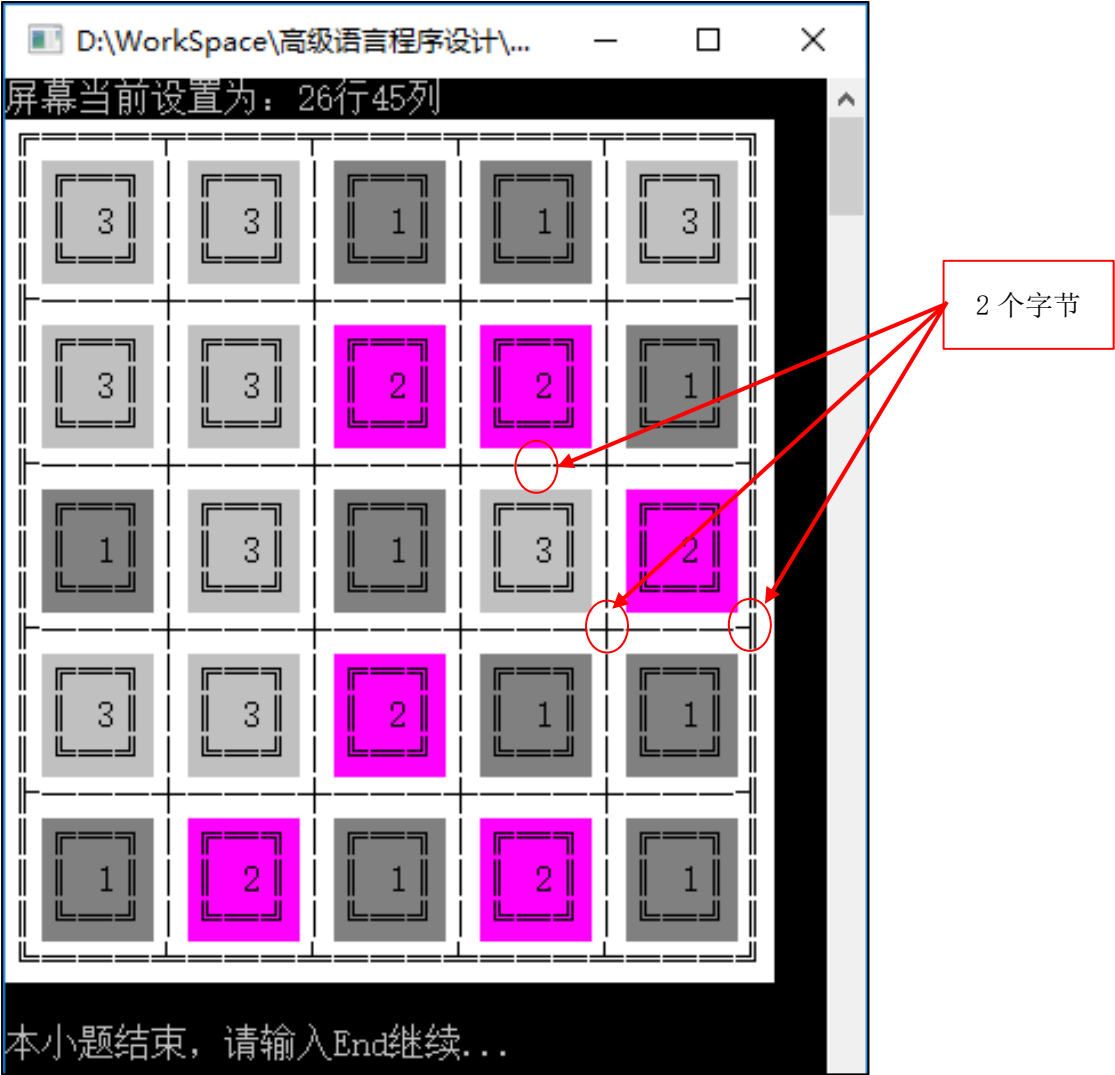 D:\WorkSpace\高级语言程序设计\...
屏幕当前设置为：26行45列
3 3 1 1 3
2 个字节
3 3 2 2 1
1 3 1 3 2
3 3 2 1 1
1 2 1 2 1
本小题结束，请输入End继续...